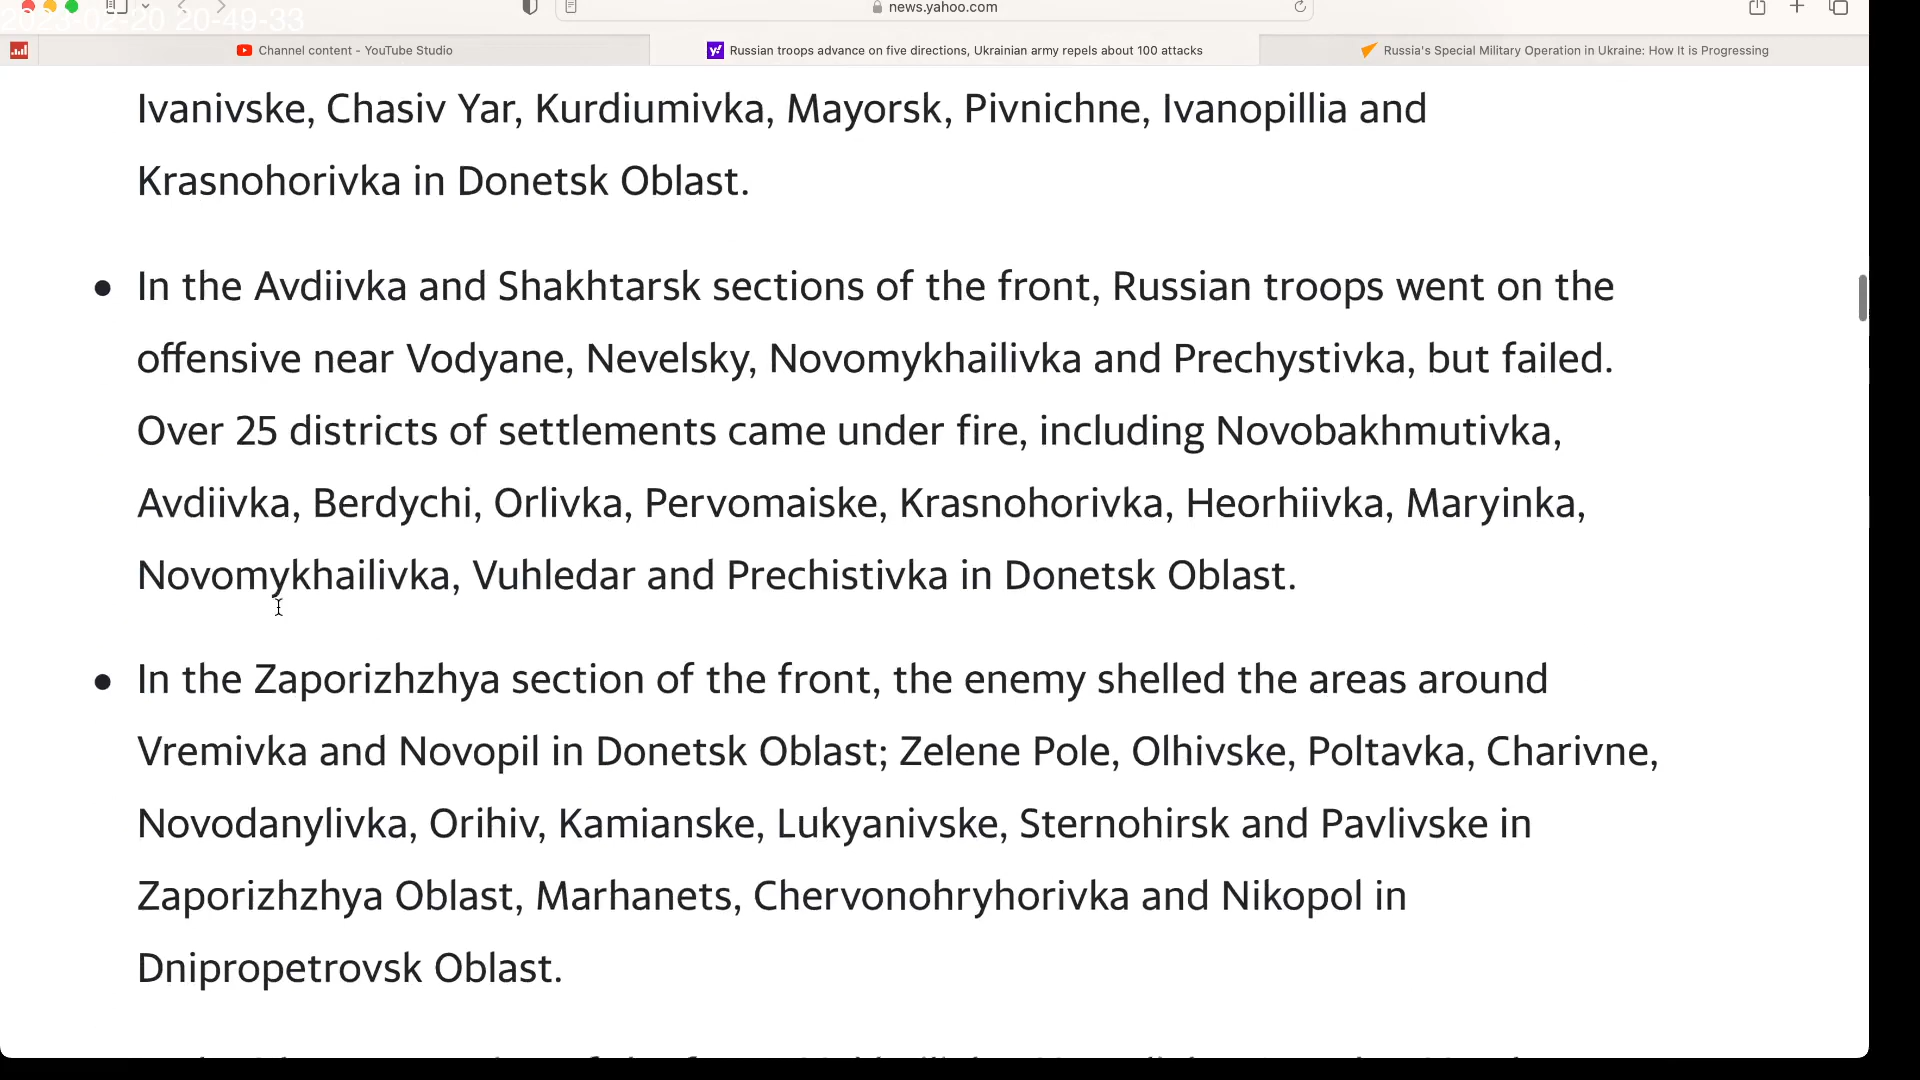 2023-02-20 20-49-33
news.yahoo.com
Channel content - YouTube Studio
Russian troops advance on five directions, Ukrainian army repels about 100 attacks
Russia's Special Military Operation in Ukraine: How It is Progressing
Ivanivske, Chasiv Yar, Kurdiumivka, Mayorsk, Pivnichne, Ivanopillia and
Krasnohorivka in Donetsk Oblast.
• In the Avdiivka and Shakhtarsk sections of the front, Russian troops went on the
offensive near Vodyane, Nevelsky, Novomykhailivka and Prechystivka, but failed.
Over 25 districts of settlements came under fire, including Novobakhmutivka,
Avdiivka, Berdychi, Orlivka, Pervomaiske, Krasnohorivka, Heorhiivka, Maryinka,
Novomykhailivka, Vuhledar and Prechistivka in Donetsk Oblast.
• In the Zaporizhzhya section of the front, the enemy shelled the areas around
Vremivka and Novopil in Donetsk Oblast; Zelene Pole, Olhivske, Poltavka, Charivne,
Novodanylivka, Orihiv, Kamianske, Lukyanivske, Sternohirsk and Pavlivske in
Zaporizhzhya Oblast, Marhanets, Chervonohryhorivka and Nikopol in
Dnipropetrovsk Oblast.